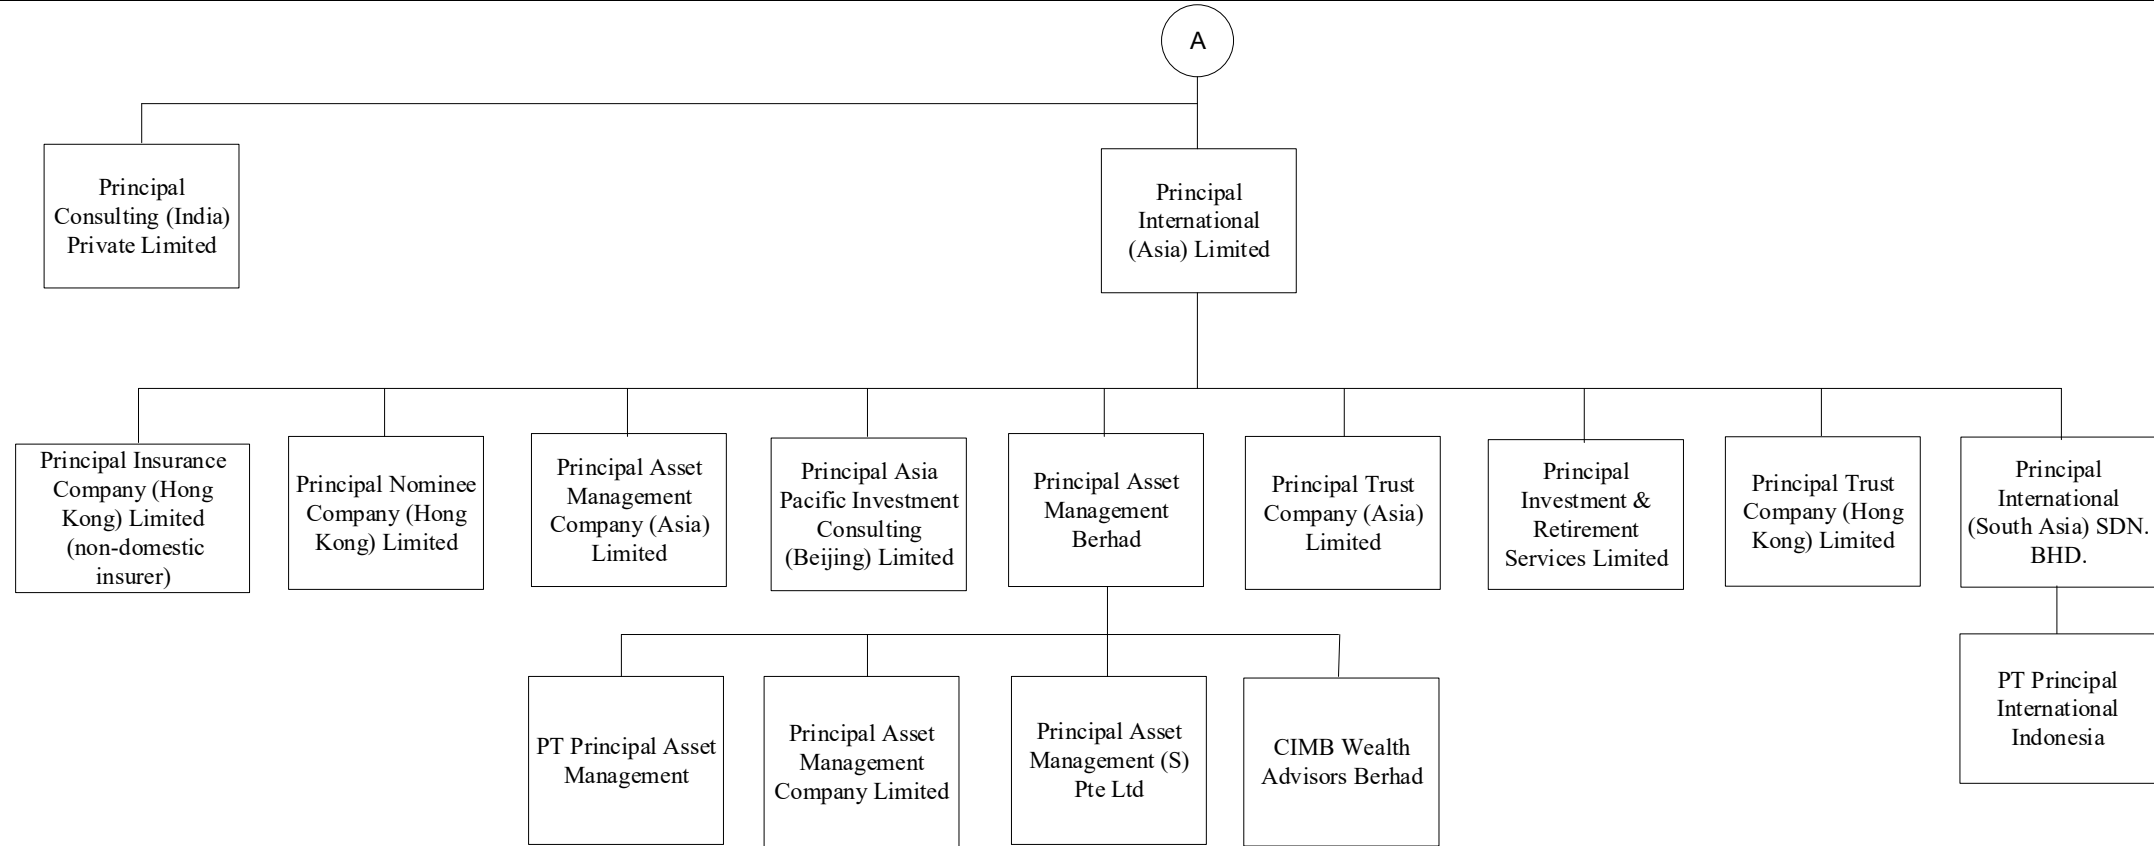 A
Principal
Consulting (India)
Private Limited
Principal
International
(Asia) Limited
Principal Insurance
Company (Hong
Kong) Limited
(non-domestic
insurer)
Principal Nominee
Company (Hong
Kong) Limited
Principal Asset
Management
Company (Asia)
Limited
Principal Asia
Pacific Investment
Consulting
(Beijing) Limited
Principal Asset
Management
Berhad
Principal Trust
Company (Asia)
Limited
Principal
Investment &
Retirement
Services Limited
Principal Trust
Company (Hong
Kong) Limited
Principal
International
(South Asia) SDN.
BHD.
PT Principal Asset
Management
Principal Asset
Management
Company Limited
Principal Asset
Management (S)
Pte Ltd
CIMB Wealth
Advisors Berhad
PT Principal
International
Indonesia